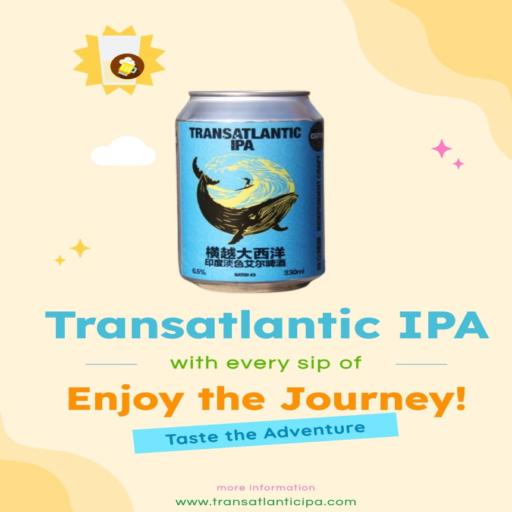 TRANSATLANTIC
IPA
横越大西洋
印度淡色艾尔啤酒
6.5%
330ml
Transatlantic IPA
with every sip of
Enjoy the Journey!
Taste the Adventure
more information
www.transatlanticipa.com